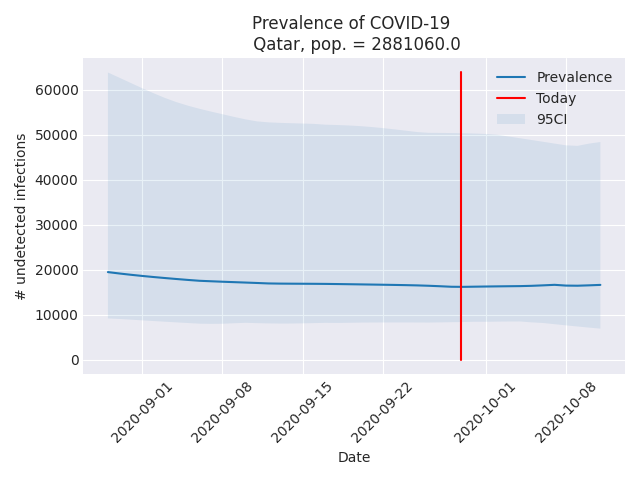 Prevalence of COVID-19
Qatar, pop. = 2881060.0
Prevalence
Today
95CI
# undetected infections
60000
50000
40000
30000
20000
10000
0
2020-09-01
2020-09-08
2020-09-15
2020-09-22
2020-10-01
2020-10-08
Date